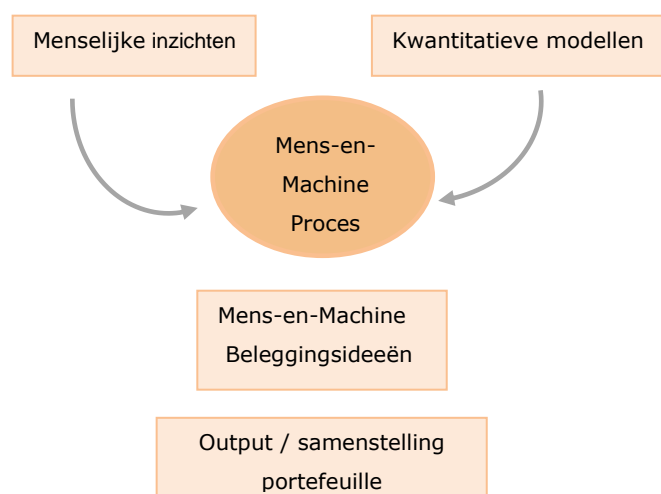 Menselijke inzichten
Kwantitatieve modellen
Mens-en-
Machine
Proces
Mens-en-Machine
Beleggingsideeën
Output / samenstelling
portefeuille